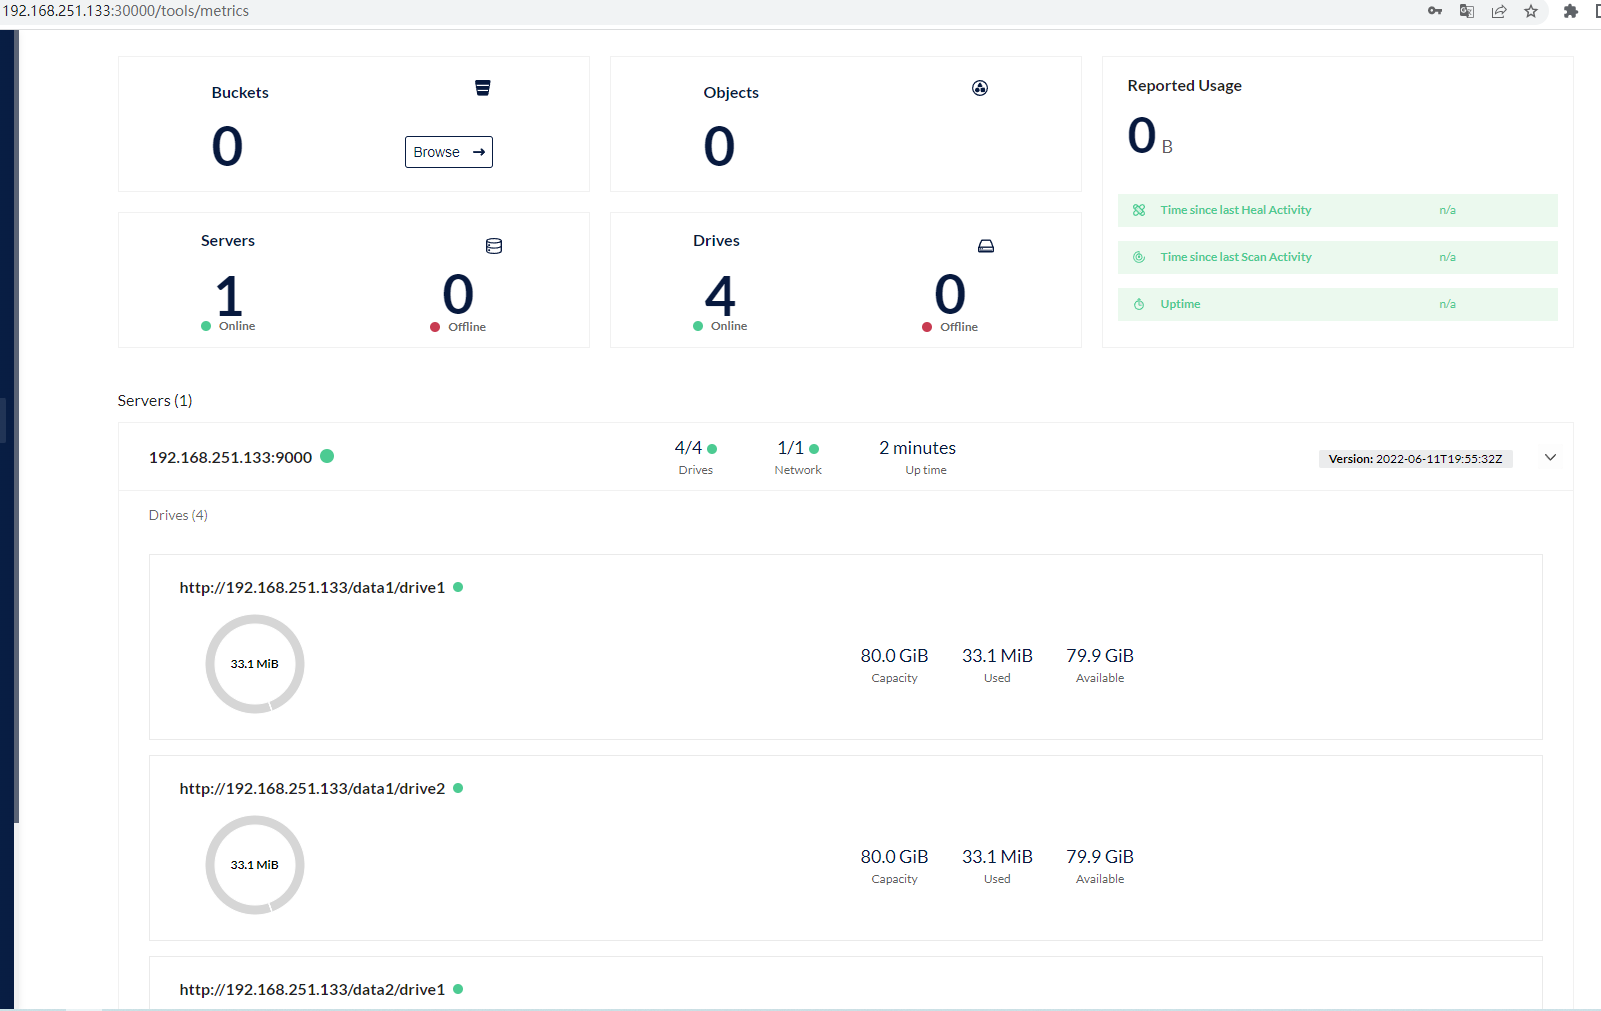 192.168.251.133:30000/tools/metrics
Buckets
0
Browse
Objects
0
Reported Usage
0 B
Time since last Heal Activity n/a
Time since last Scan Activity n/a
Uptime n/a
Servers
1
Online
0
Offline
Drives
4
Online
0
Offline
Servers (1)
192.168.251.133:9000
4/4
Drives
1/1
Network
2 minutes
Up time
Version: 2022-06-11T19:55:32Z
Drives (4)
http://192.168.251.133/data1/drive1
33.1 MiB
80.0 GiB
Capacity
33.1 MiB
Used
79.9 GiB
Available
http://192.168.251.133/data1/drive2
33.1 MiB
80.0 GiB
Capacity
33.1 MiB
Used
79.9 GiB
Available
http://192.168.251.133/data2/drive1